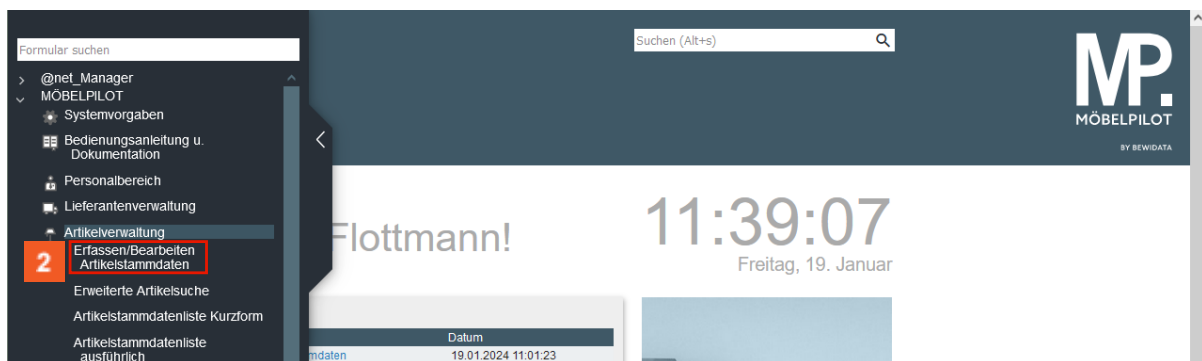 Formular suchen
Suchen (Alt+s)
@net_Manager
MÖBELPILOT
Systemvorgaben
Bedienungsanleitung u.
Dokumentation
Personalbereich
Lieferantenverwaltung
Artikelverwaltung
2
Erfassen/Bearbeiten
Artikelstammdaten
Erweiterte Artikelsuche
Artikelstammdatenliste Kurzform
Artikelstammdatenliste
ausführlich
MP.
MÖBELPILOT
BY BEWIDATA
Flottmann!
11:39:07
Freitag, 19. Januar
Datum
mdaten 19.01.2024 11:01:23